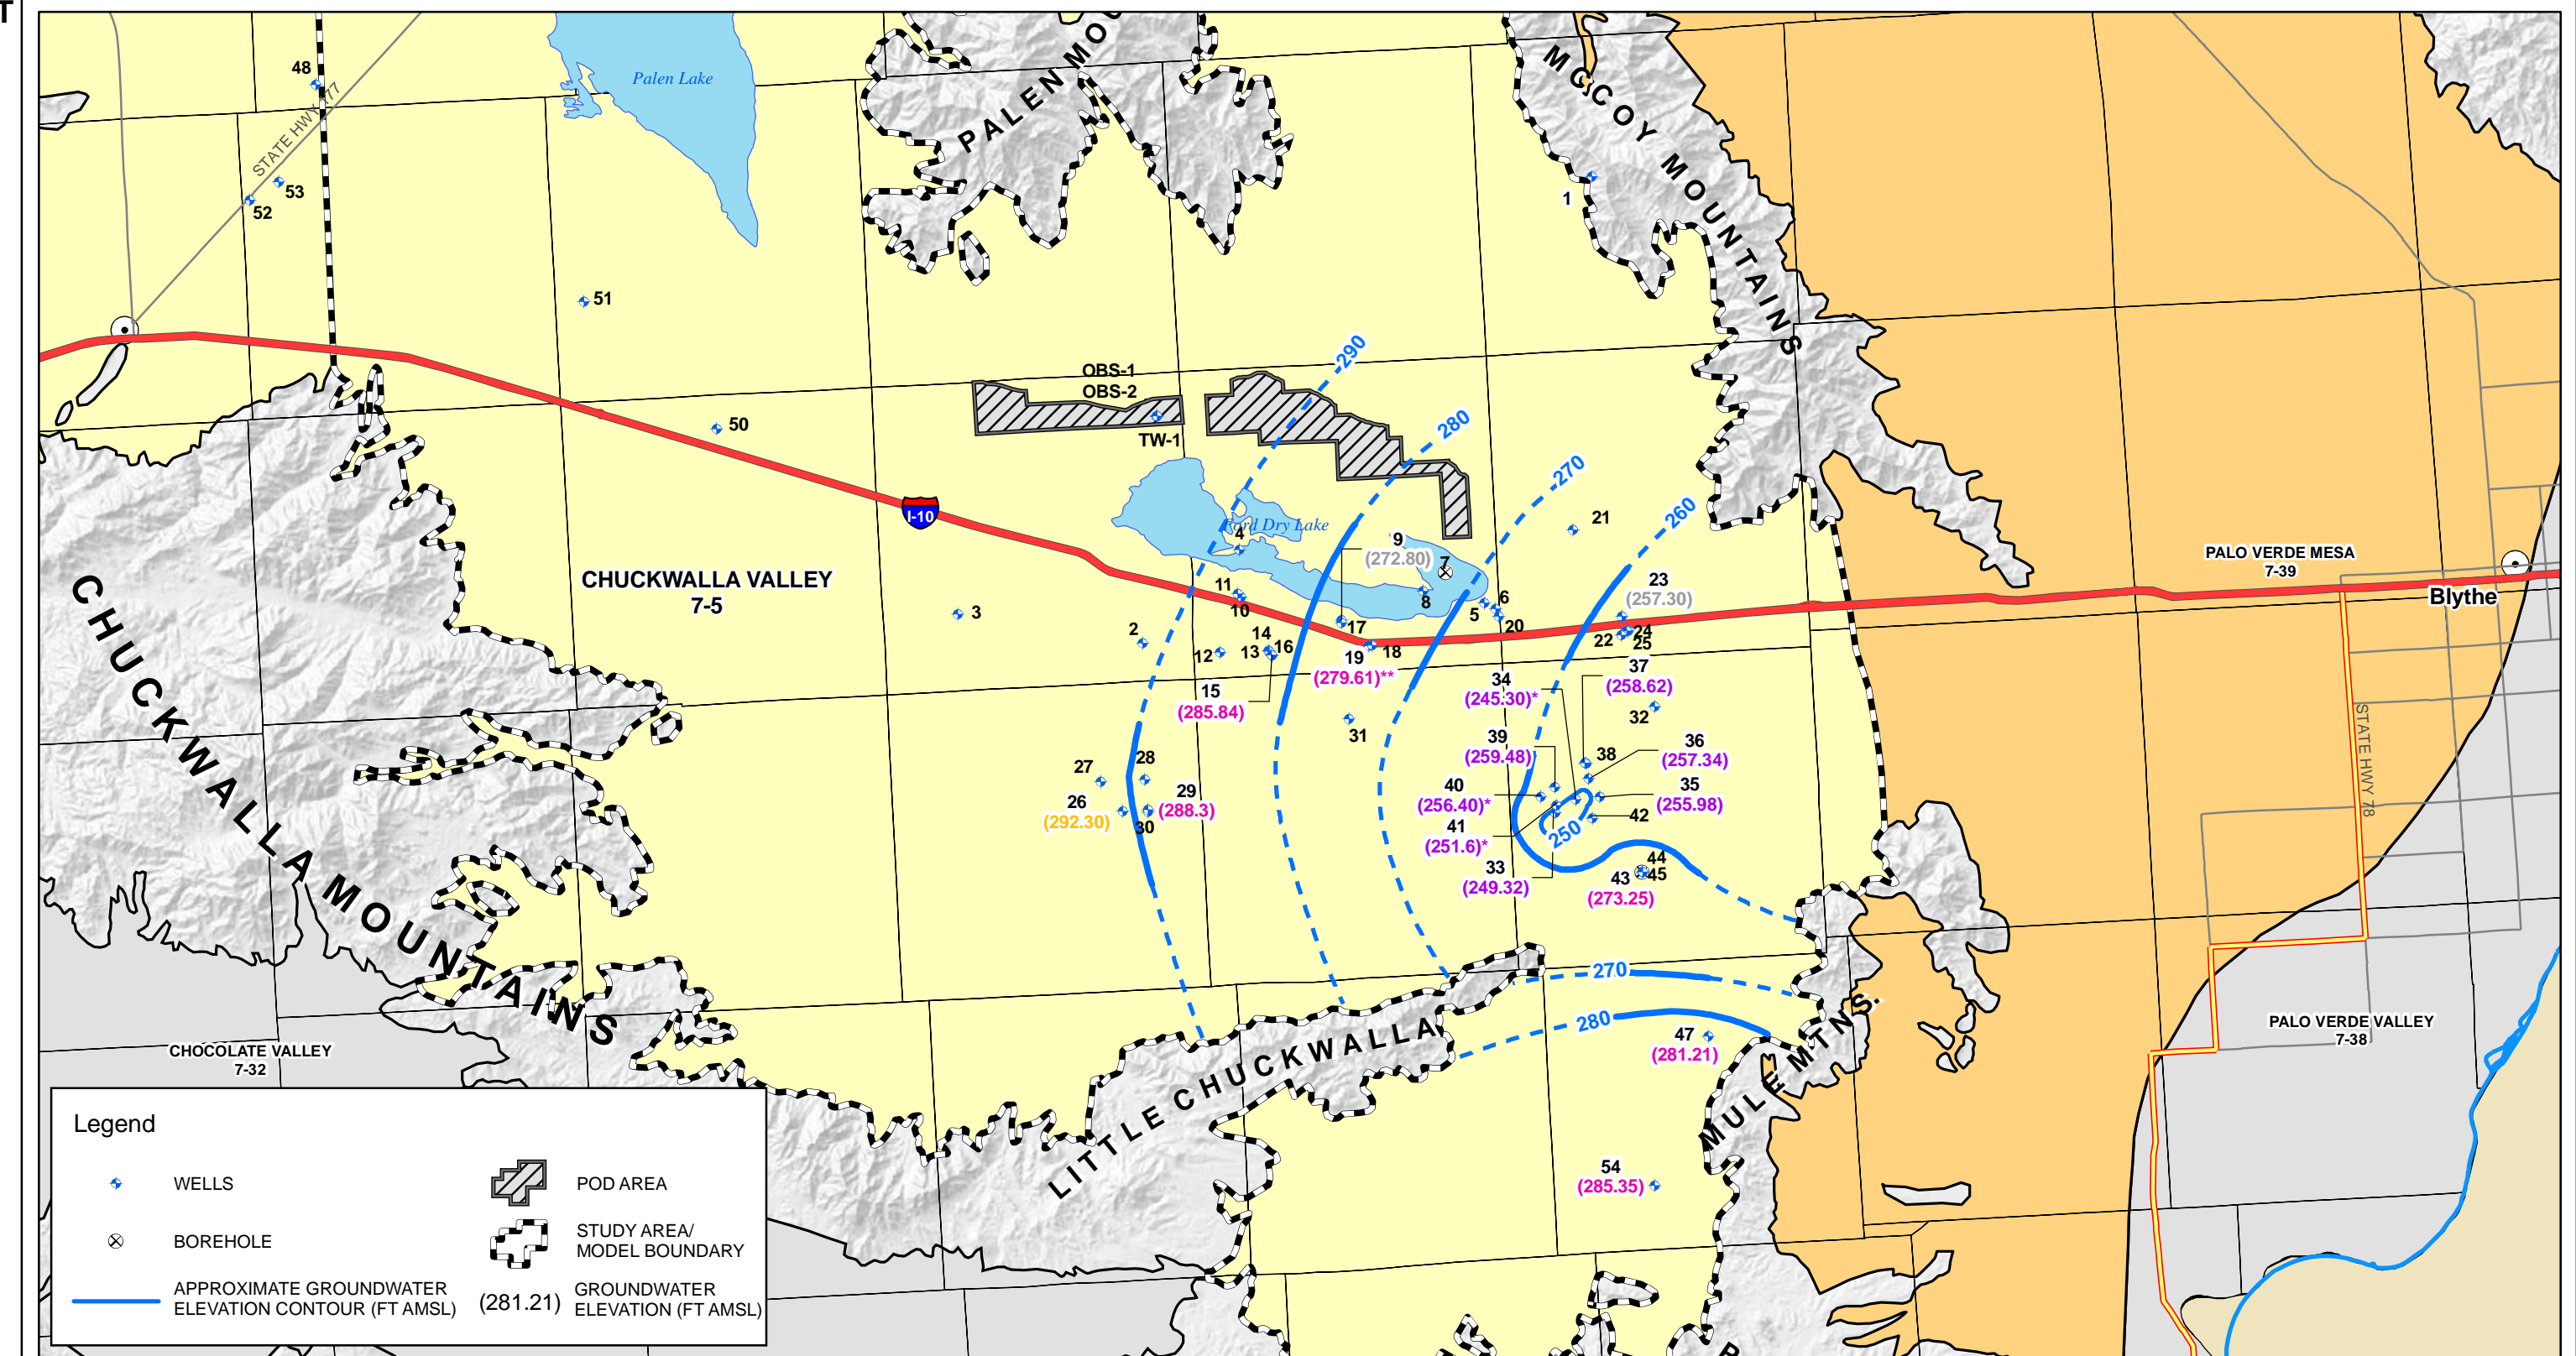 T
48
STATE HWY 177
53
52
Palen Lake
PALEN MOU
MCCOY MOUNTAINS
1
51
290
OBS-1
OBS-2
280
50
TW-1
270
I-10
260
21
Ford Dry Lake
4
9
(272.80)
7
PALO VERDE MESA
7-39
CHUCKWALLA VALLEY
7-5
23
(257.30)
Blythe
11
10
8
6
5
3
20
2
17
14
16
24
22
25
12
13
18
19
(279.61)**
37
(258.62)
34
(245.30)*
15
(285.84)
32
31
STATE HWY 78
39
(259.48)
38
36
(257.34)
28
27
40
(256.40)*
35
(255.98)
29
(288.3)
26
(292.30)
30
42
41
(251.6)*
250
33
(249.32)
44
43
45
(273.25)
CHUCKWALLA MOUNTAINS
270
280
47
(281.21)
PALO VERDE VALLEY
7-38
CHOCOLATE VALLEY
7-32
LITTLE CHUCKWALLA
MULE MTNS.
54
(285.35)
Legend
WELLS
POD AREA
BOREHOLE
STUDY AREA/
MODEL BOUNDARY
APPROXIMATE GROUNDWATER
ELEVATION CONTOUR (FT AMSL)
(281.21)
GROUNDWATER
ELEVATION (FT AMSL)